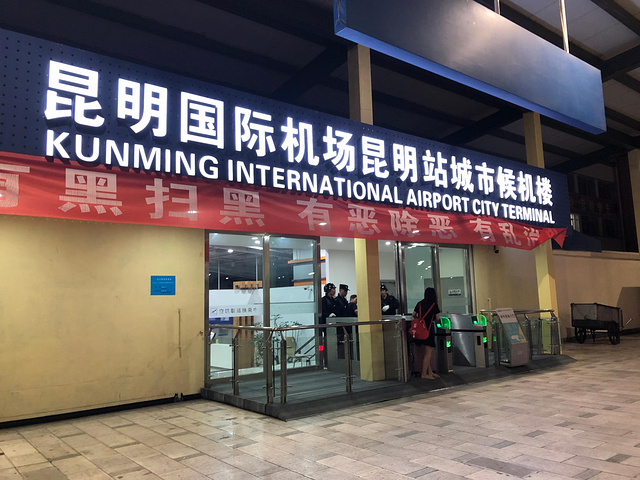 昆明国际机场昆明站城市候机楼
KUNMING INTERNATIONAL AIRPORT CITY TERMINAL
有黑扫黑 有恶除恶 有乱治